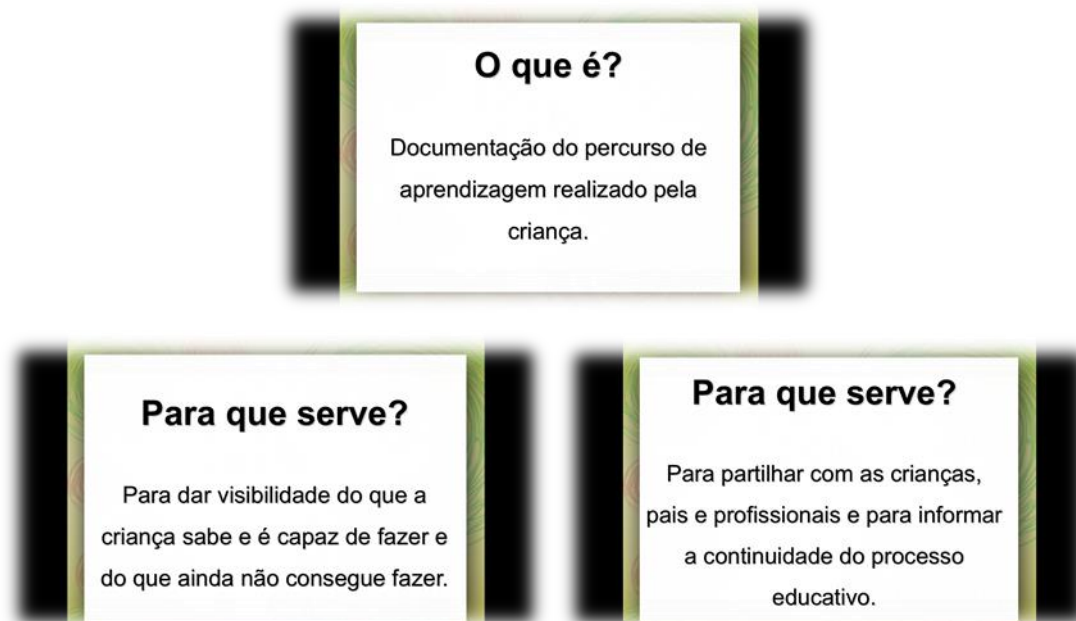 O que é?
Documentação do percurso de
aprendizagem realizado pela
criança.
Para que serve?
Para dar visibilidade do que a
criança sabe e é capaz de fazer e
do que ainda não consegue fazer.
Para que serve?
Para partilhar com as crianças,
pais e profissionais e para informar
a continuidade do processo
educativo.